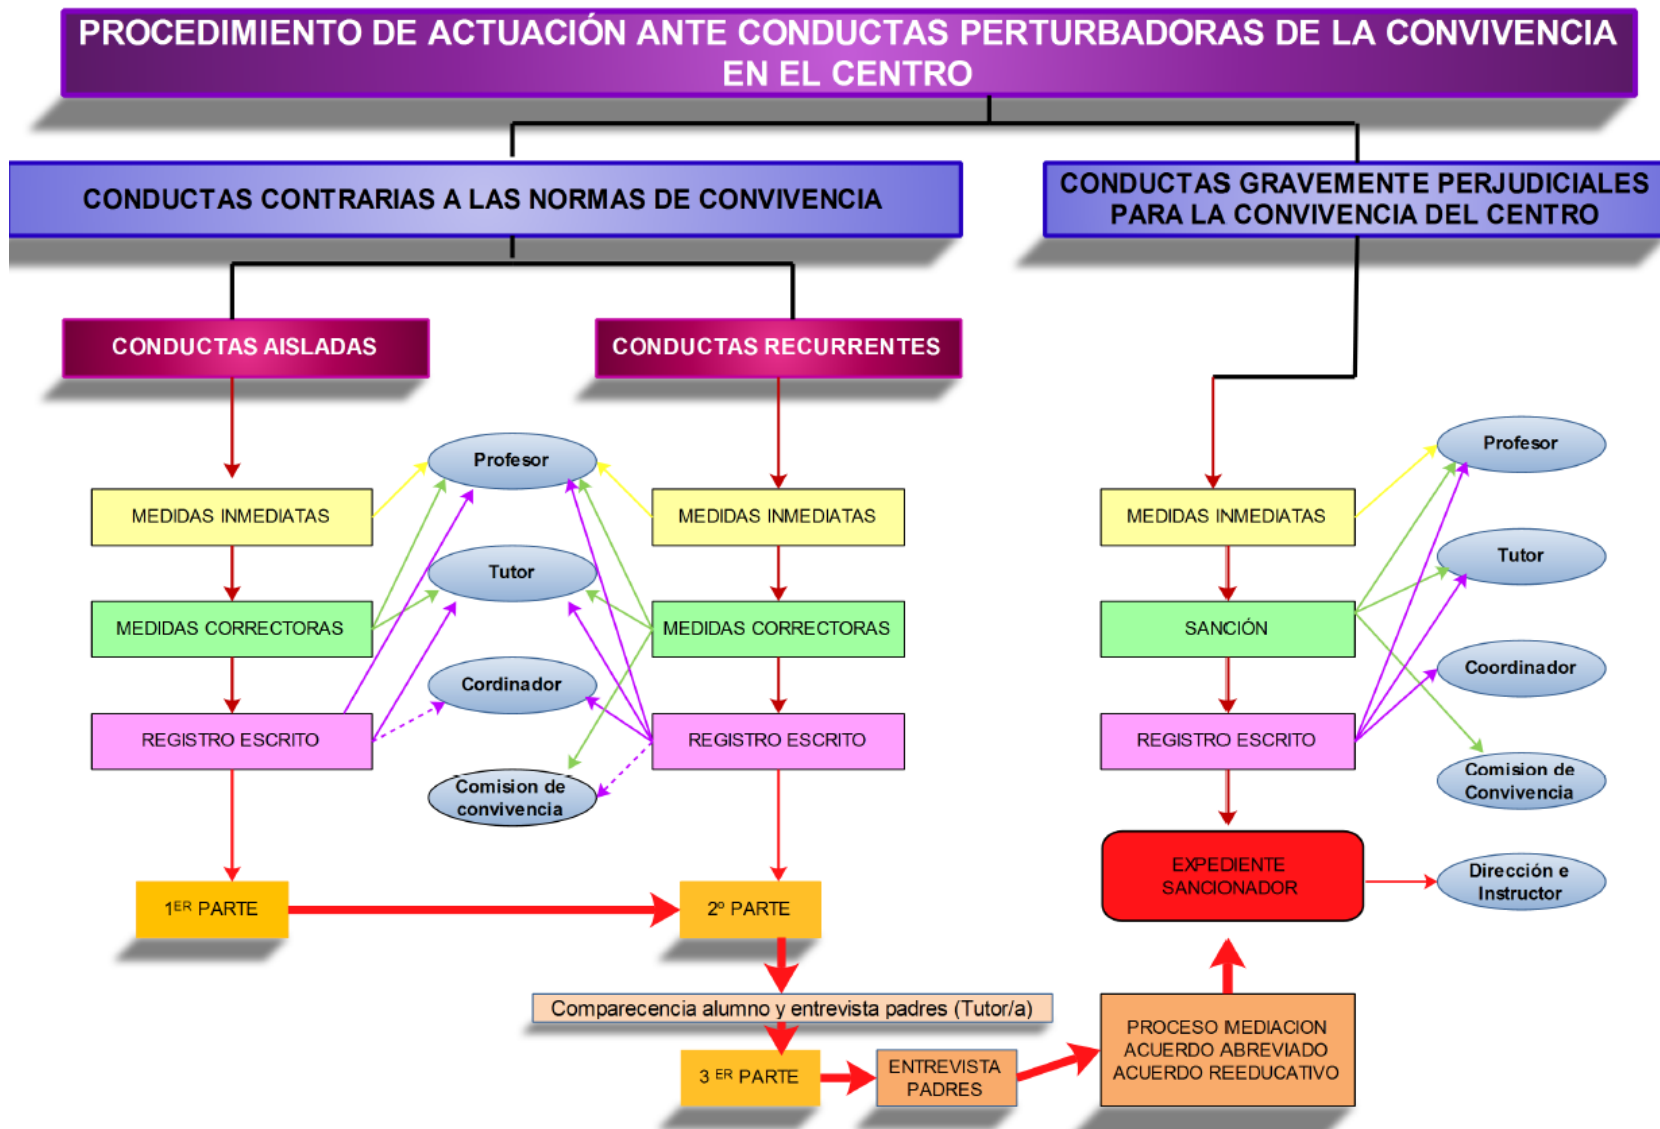 PROCEDIMIENTO DE ACTUACIÓN ANTE CONDUCTAS PERTURBADORAS DE LA CONVIVENCIA
EN EL CENTRO
CONDUCTAS CONTRARIAS A LAS NORMAS DE CONVIVENCIA
CONDUCTAS GRAVEMENTE PERJUDICIALES
PARA LA CONVIVENCIA DEL CENTRO
CONDUCTAS AISLADAS
CONDUCTAS RECURRENTES
Profesor
Profesor
MEDIDAS INMEDIATAS
MEDIDAS INMEDIATAS
MEDIDAS INMEDIATAS
Tutor
Tutor
MEDIDAS CORRECTORAS
MEDIDAS CORRECTORAS
SANCIÓN
Cordinador
Coordinador
REGISTRO ESCRITO
REGISTRO ESCRITO
REGISTRO ESCRITO
Comision de
convivencia
Comision de
Convivencia
EXPEDIENTE
SANCIONADOR
Dirección e
Instructor
1ER PARTE
2º PARTE
Comparecencia alumno y entrevista padres (Tutor/a)
3 ER PARTE
ENTREVISTA
PADRES
PROCESO MEDIACION
ACUERDO ABREVIADO
ACUERDO REEDUCATIVO